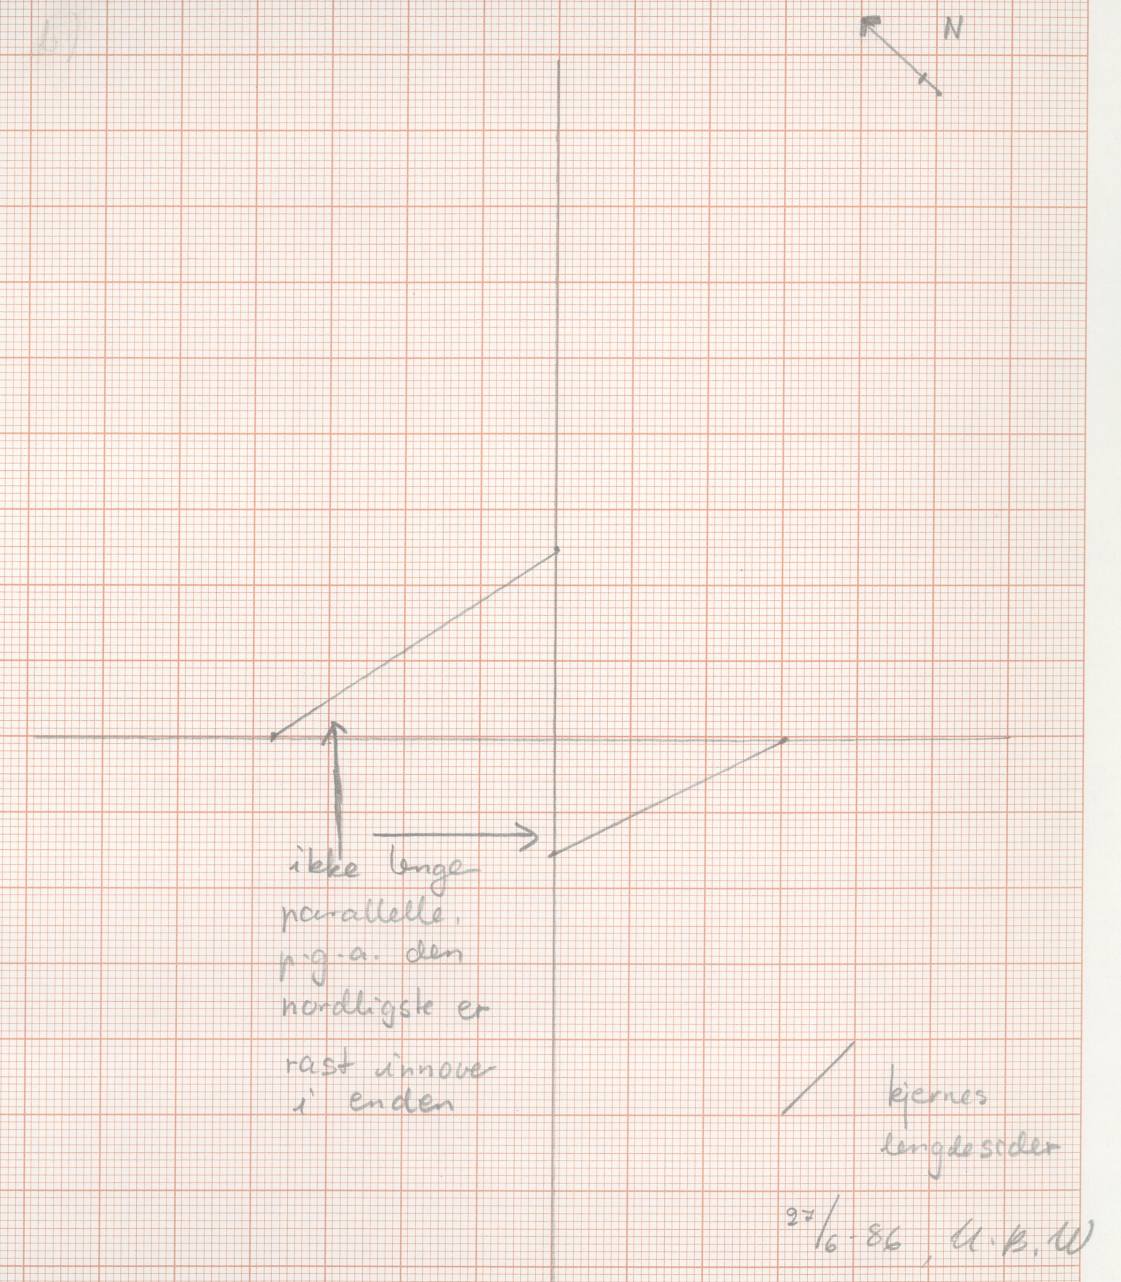 b)
N
ikke lenge
parallelle,
p.g.a. den
nordligste er
rast innover
i enden
kjernes
lengdesider
27/6-86, U.B.W